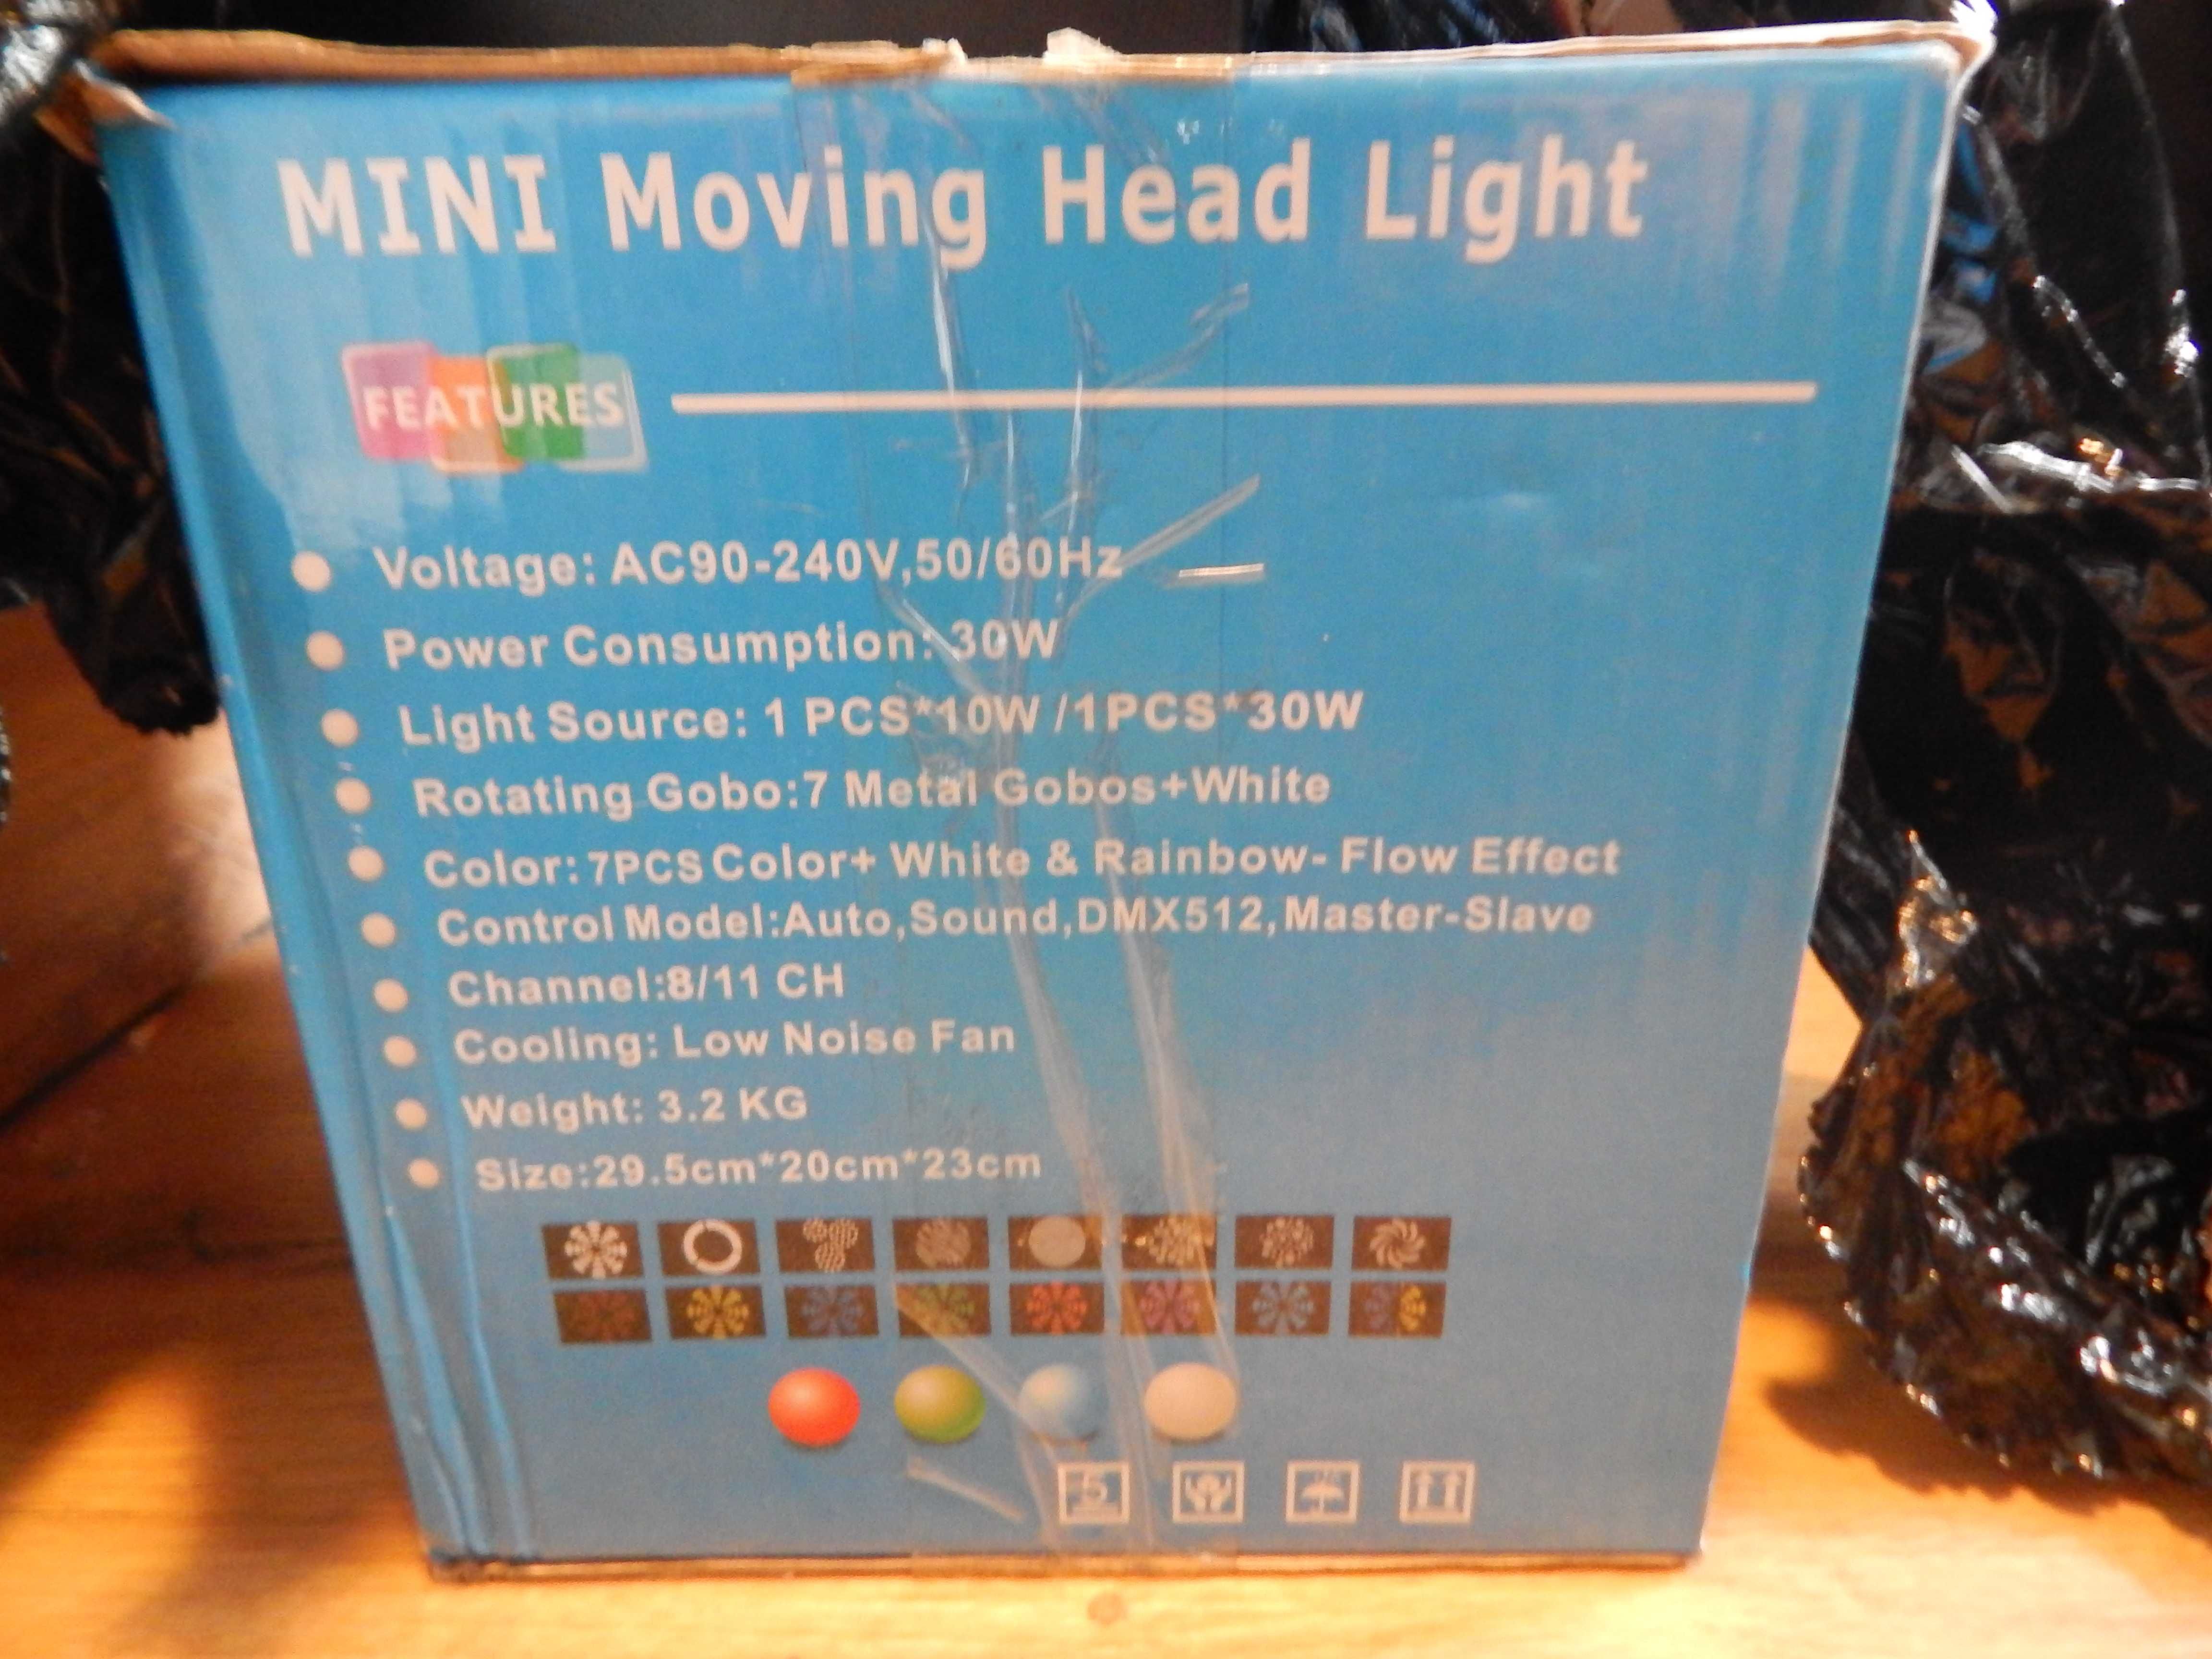 MINI Moving Head Light
FEATURES
Voltage: AC90-240V,50/60Hz
Power Consumption: 30W
Light Source: 1 PCS*10W /1PCS*30W
Rotating Gobo:7 Metal Gobos+White
Color: 7PCS Color+ White & Rainbow- Flow Effect
Control Model:Auto,Sound,DMX512,Master-Slave
Channel:8/11 CH
Cooling: Low Noise Fan
Weight: 3.2 KG
Size:29.5cm*20cm*23cm
5